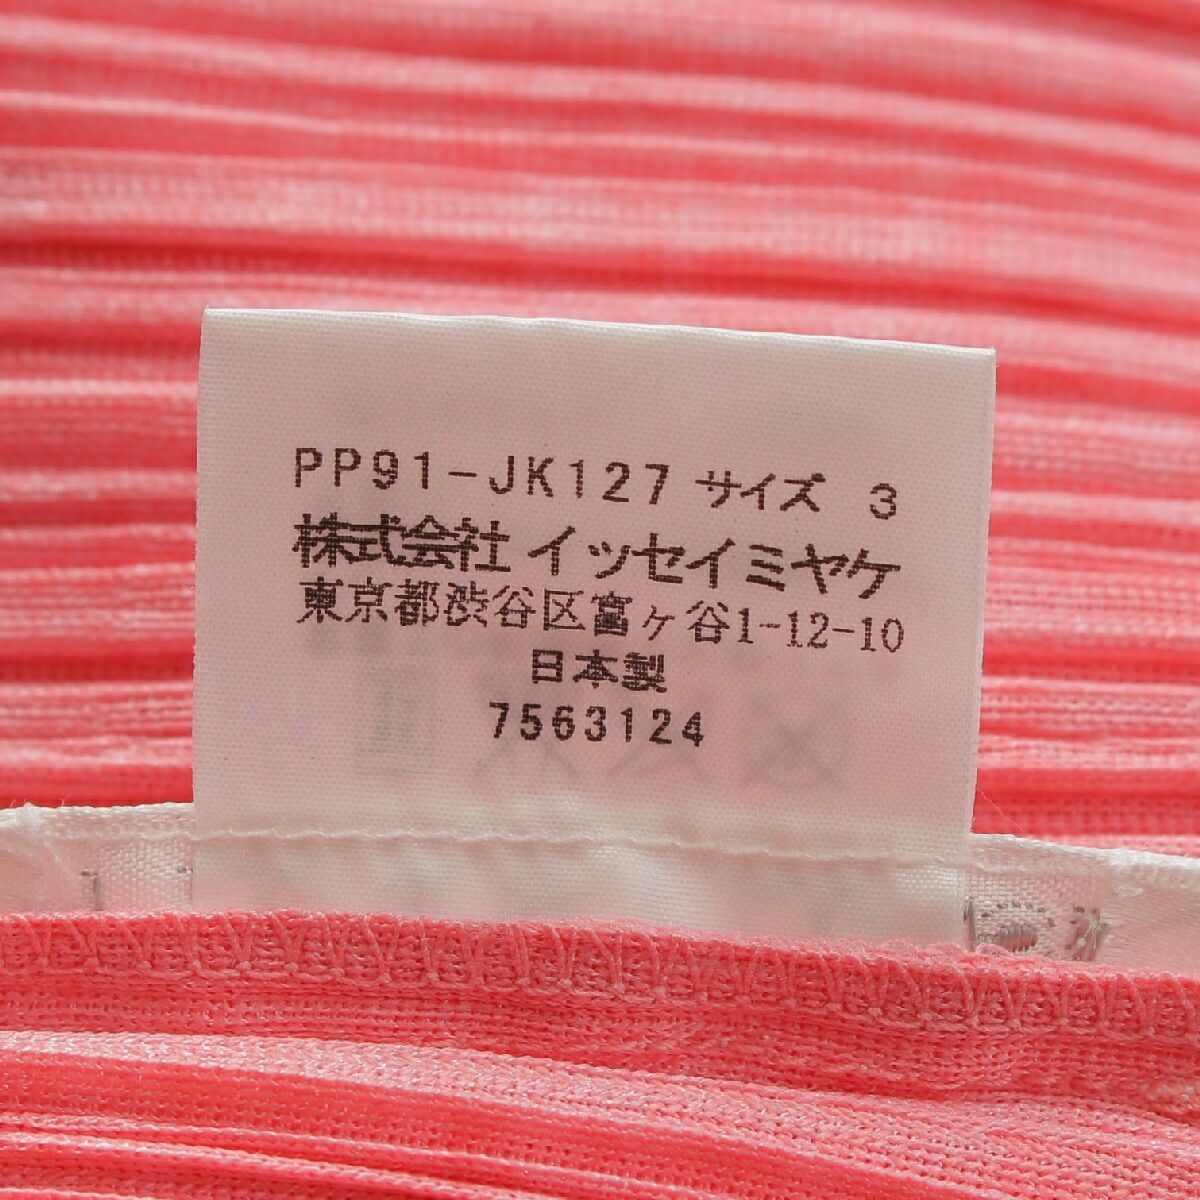 PP91-JK127 サイズ 3
株式会社 イッセイミヤケ
東京都渋谷区富ヶ谷1-12-10
日本製
7563124